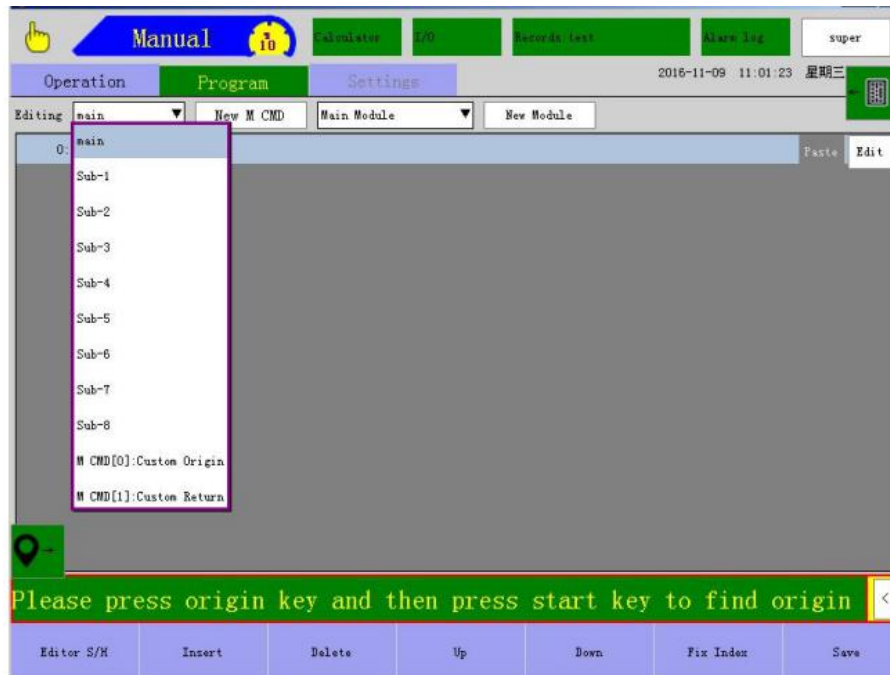 Manual
10
Calculator
I/O
Records:test
Alarm log
super
Operation
Program
Settings
2016-11-09 11:01:23 星期三
Editing
main
New M CMD
Main Module
New Module
0:
Paste
Edit
main
Sub-1
Sub-2
Sub-3
Sub-4
Sub-5
Sub-6
Sub-7
Sub-8
M CMD[0]:Custom Origin
M CMD[1]:Custom Return
Please press origin key and then press start key to find origin
<
Editor S/H
Insert
Delete
Up
Down
Fix Index
Save